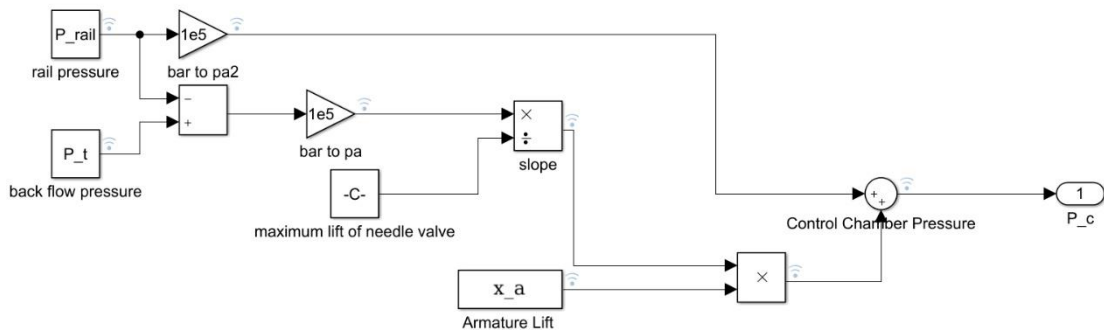 P_rail
rail pressure
1e5
bar to pa2
−
+
P_t
back flow pressure
1e5
bar to pa
×
÷
slope
-C-
maximum lift of needle valve
x_a
Armature Lift
×
+
+
Control Chamber Pressure
1
P_c